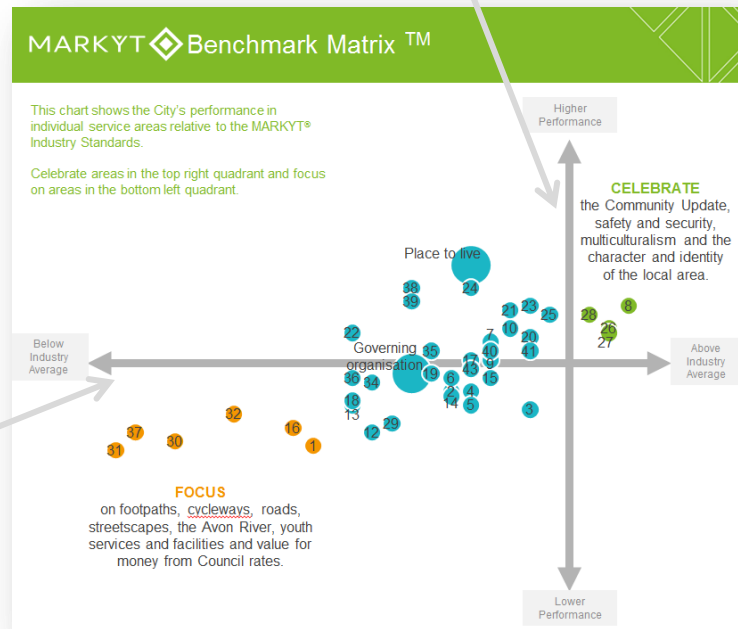 MARKYT Benchmark Matrix TM
This chart shows the City's performance in
individual service areas relative to the MARKYT®
Industry Standards.
Celebrate areas in the top right quadrant and focus
on areas in the bottom left quadrant.
Higher
Performance
CELEBRATE
the Community Update,
safety and security,
multiculturalism and the
character and identity
of the local area.
Place to live
38
24
39
21
23
25
28
8
22
7
10
20
26
27
Below
Industry
Average
Governing
organisation
35
17
40
9
41
Above
Industry
Average
36
34
19
6
43
15
18
13
2
14
4
5
3
12
29
32
16
37
31
30
1
FOCUS
on footpaths, cycleways, roads,
streetscapes, the Avon River, youth
services and facilities and value for
money from Council rates.
Lower
Performance